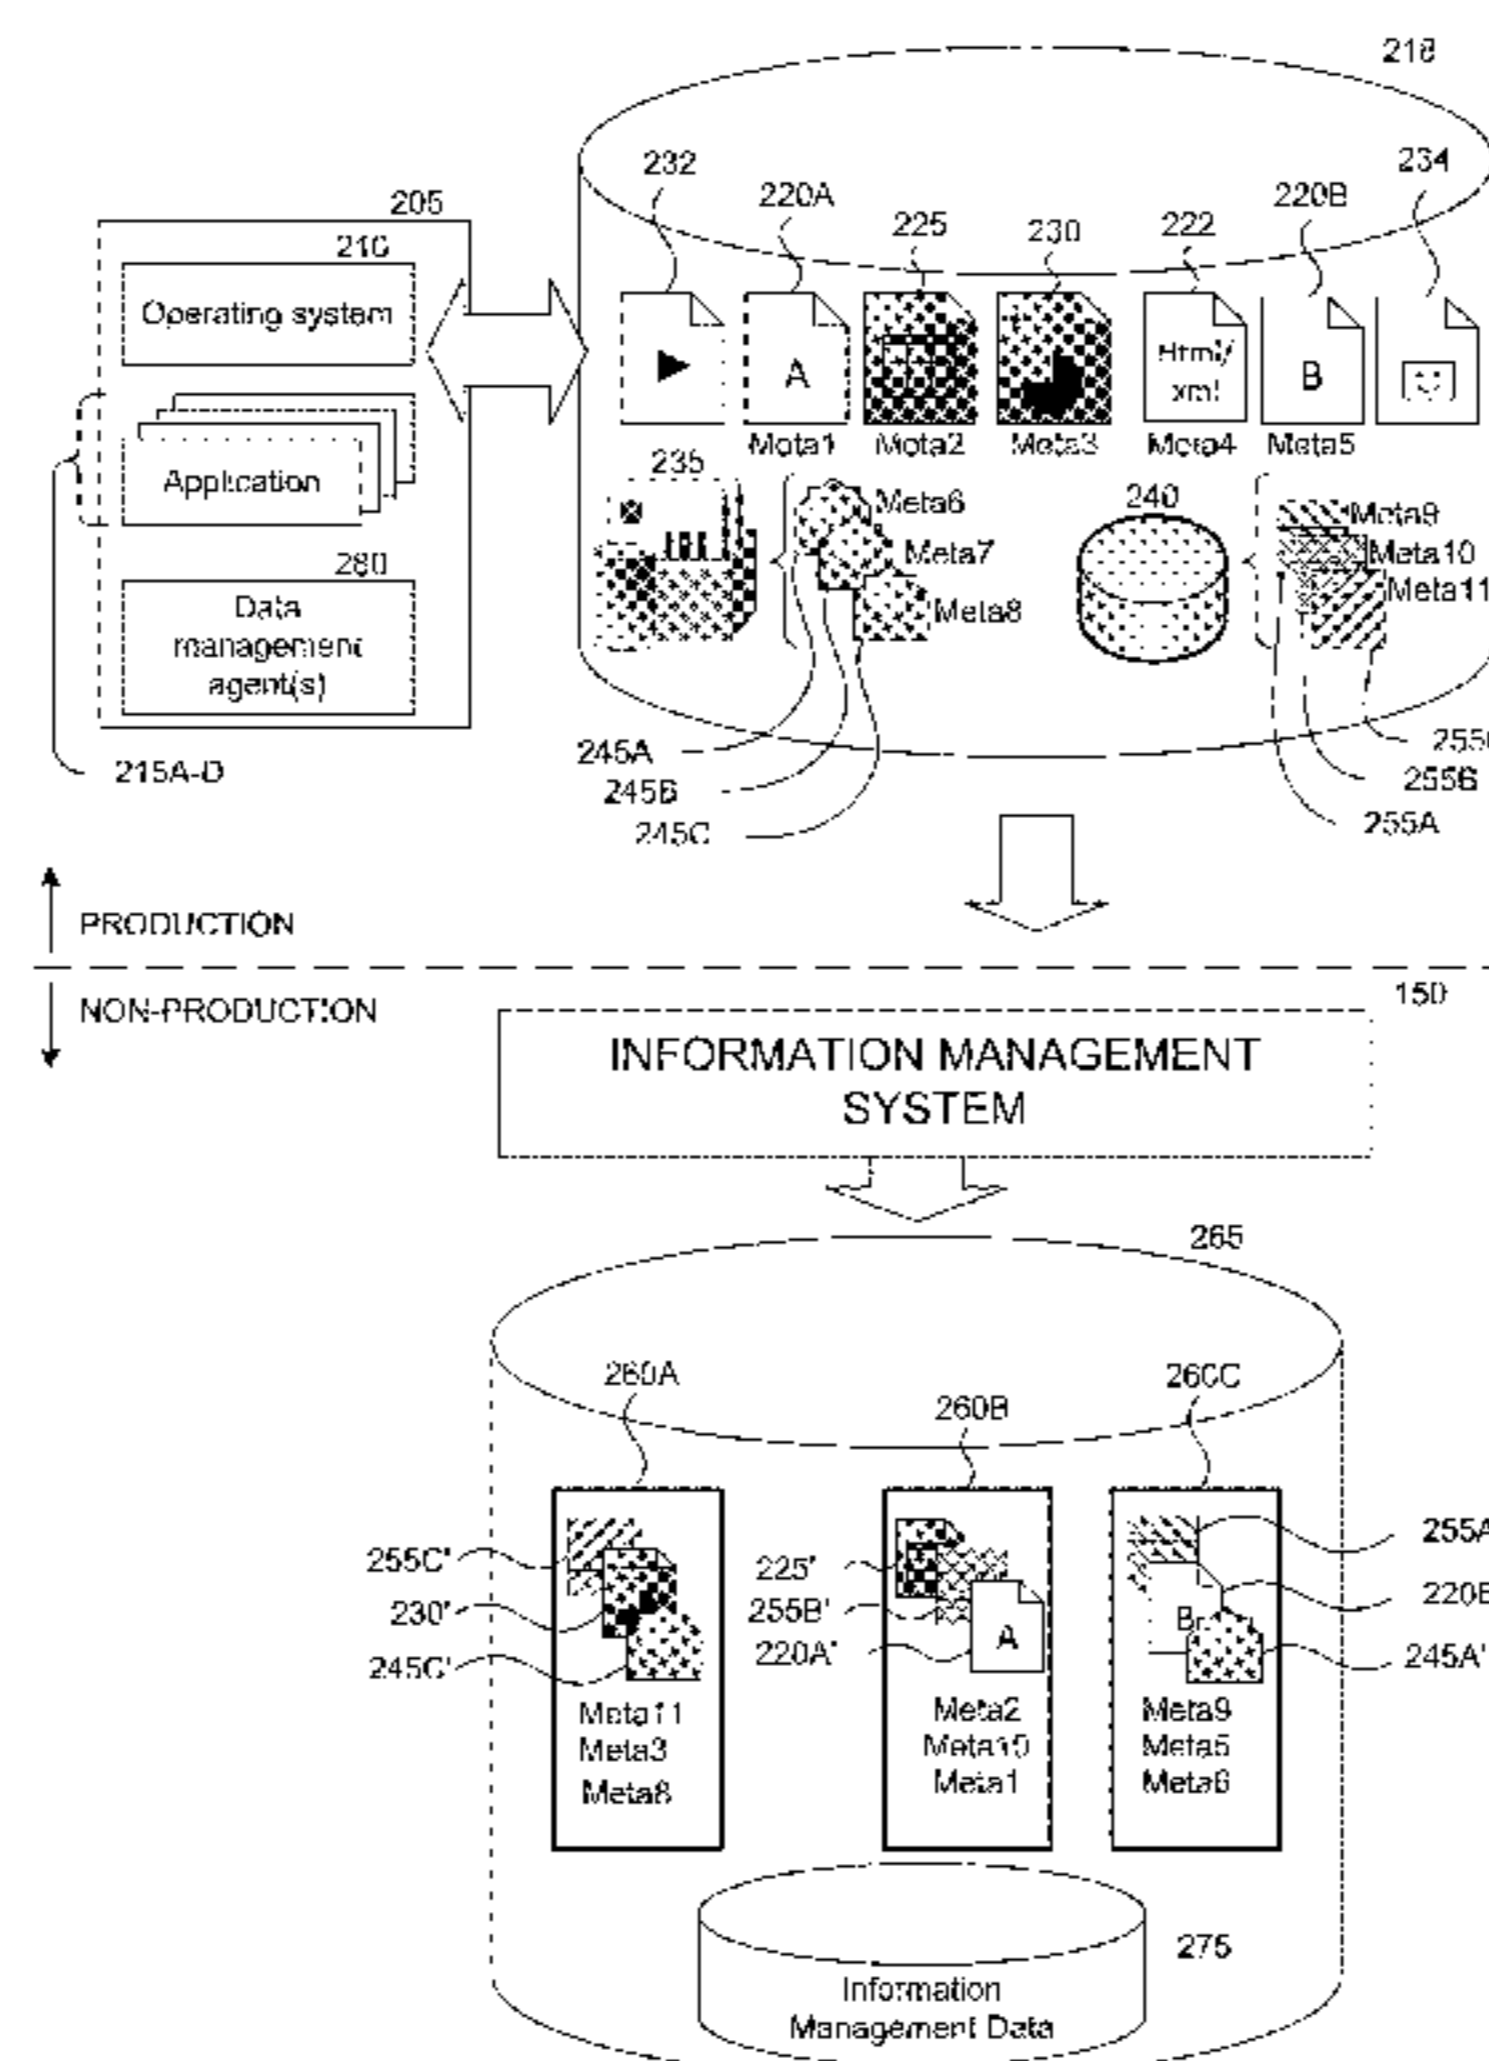 218
232
220A
225
230
222
220B
234
205
210
Operating system
Application
280
Data
management
agent(s)
215A-D
A
Html/
xml
B
Meta1
Meta2
Meta3
Meta4
Meta5
235
Meta6
Meta7
Meta8
240
Meta9
Meta10
Meta11
245A
245B
245C
255B
255A
PRODUCTION
NON-PRODUCTION
150
INFORMATION MANAGEMENT
SYSTEM
265
260A
260B
260C
255C'
230'
245C'
Meta11
Meta3
Meta8
225'
255B'
220A'
A
Meta2
Meta10
Meta1
255A
B
220B
245A'
Meta9
Meta5
Meta6
275
Information
Management Data